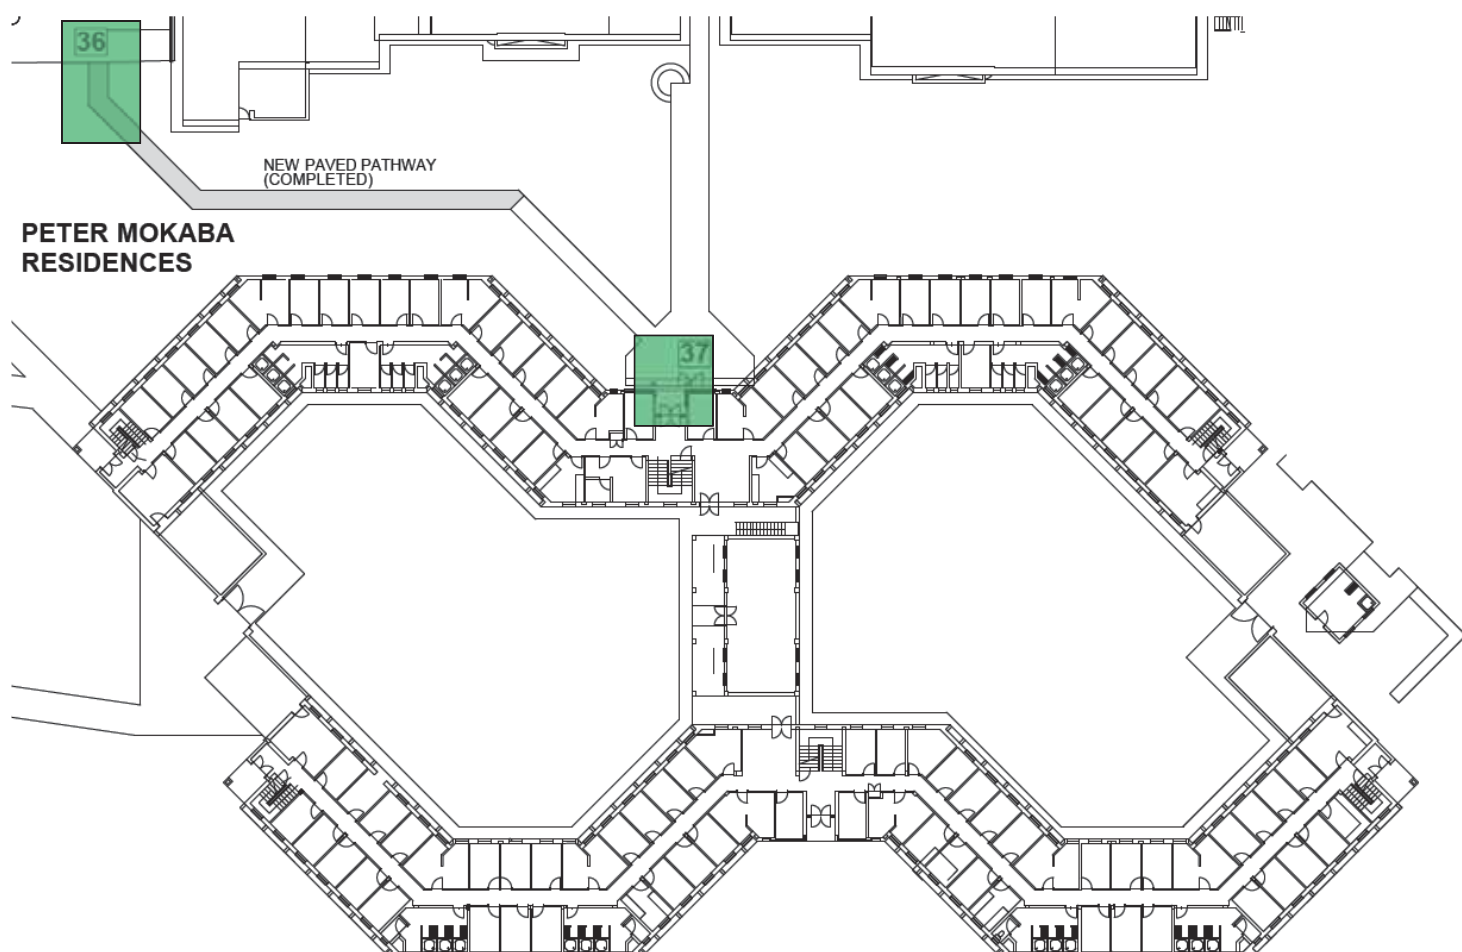 36
NEW PAVED PATHWAY
(COMPLETED)
PETER MOKABA
RESIDENCES
37